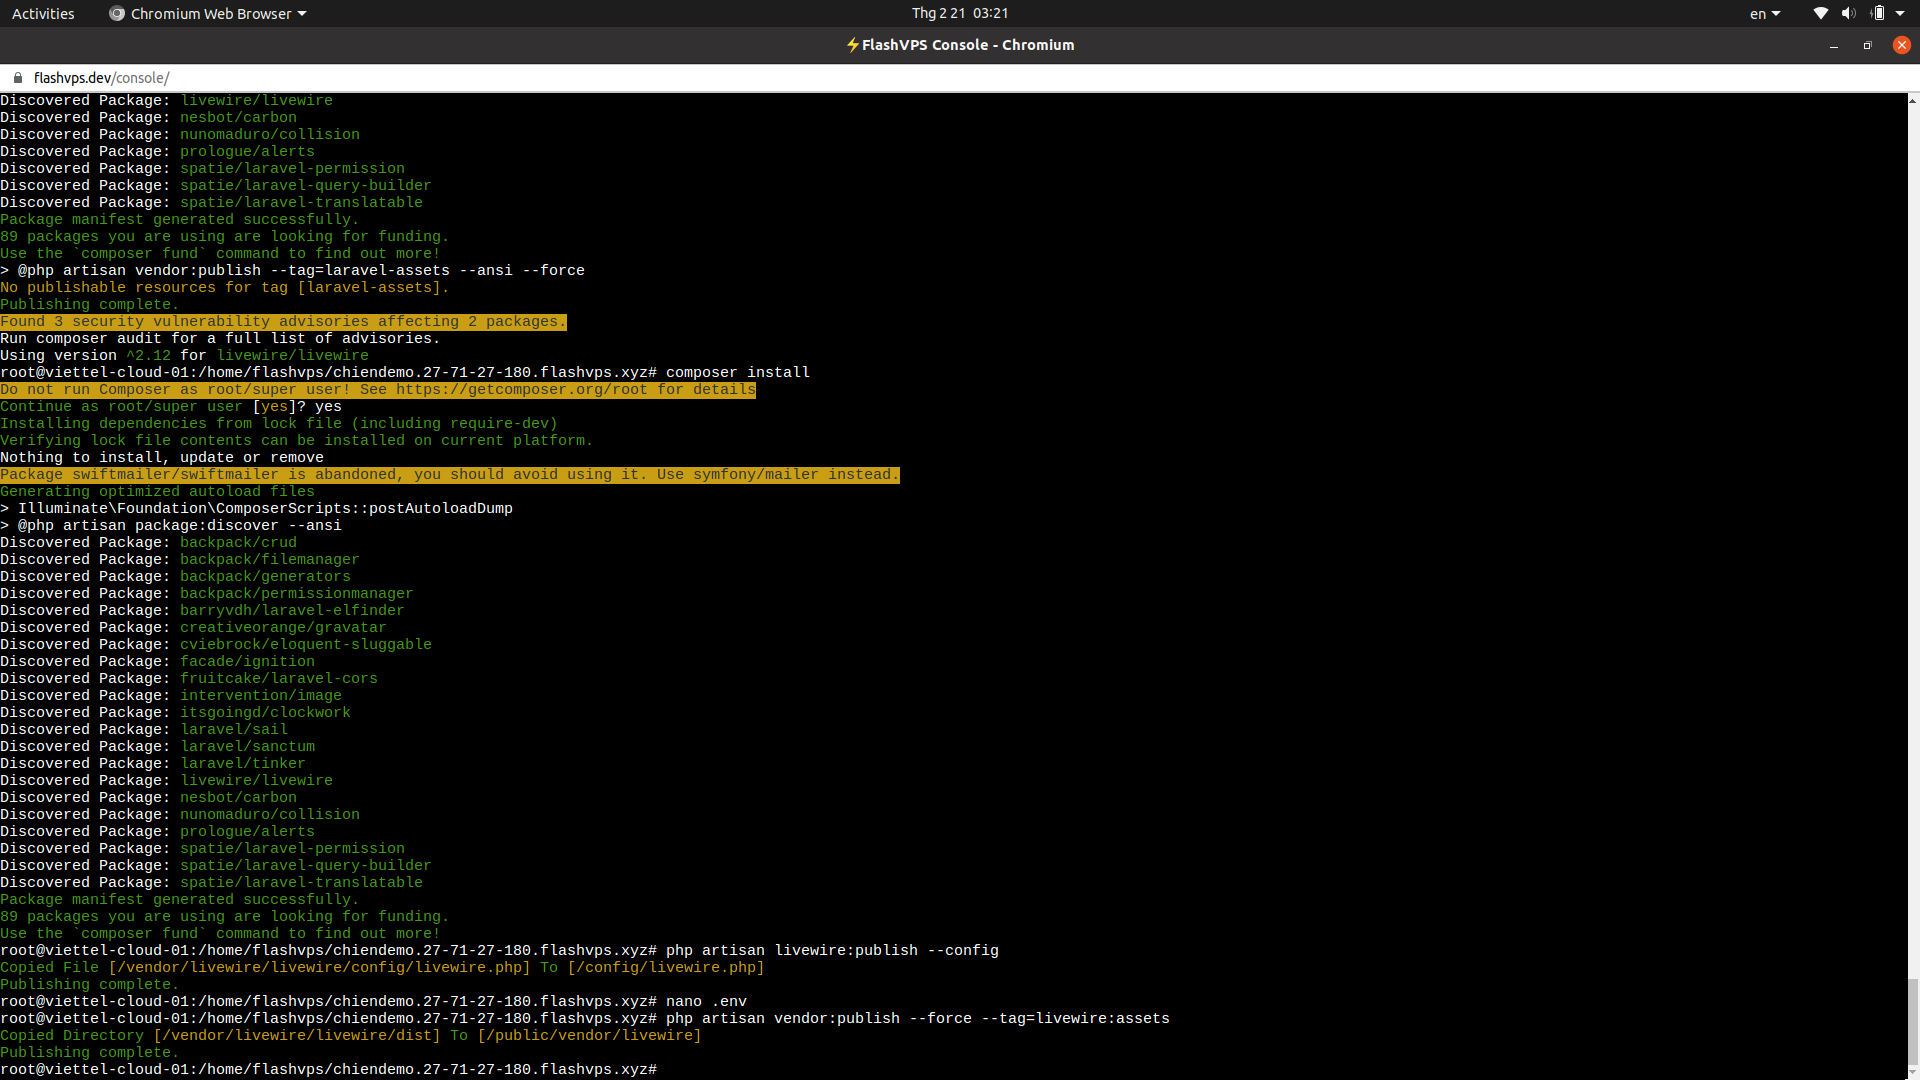 Activities
Chromium Web Browser
Thg 2 21 03:21
en
⚡FlashVPS Console - Chromium
flashvps.dev/console/
Discovered Package: livewire/livewire
Discovered Package: nesbot/carbon
Discovered Package: nunomaduro/collision
Discovered Package: prologue/alerts
Discovered Package: spatie/laravel-permission
Discovered Package: spatie/laravel-query-builder
Discovered Package: spatie/laravel-translatable
Package manifest generated successfully.
89 packages you are using are looking for funding.
Use the `composer fund` command to find out more!
> @php artisan vendor:publish --tag=laravel-assets --ansi --force
No publishable resources for tag [laravel-assets].
Publishing complete.
Found 3 security vulnerability advisories affecting 2 packages.
Run composer audit for a full list of advisories.
Using version ^2.12 for livewire/livewire
root@viettel-cloud-01:/home/flashvps/chiendemo.27-71-27-180.flashvps.xyz# composer install
Do not run Composer as root/super user! See https://getcomposer.org/root for details
Continue as root/super user [yes]? yes
Installing dependencies from lock file (including require-dev)
Verifying lock file contents can be installed on current platform.
Nothing to install, update or remove
Package swiftmailer/swiftmailer is abandoned, you should avoid using it. Use symfony/mailer instead.
Generating optimized autoload files
> Illuminate\Foundation\ComposerScripts::postAutoloadDump
> @php artisan package:discover --ansi
Discovered Package: backpack/crud
Discovered Package: backpack/filemanager
Discovered Package: backpack/generators
Discovered Package: backpack/permissionmanager
Discovered Package: barryvdh/laravel-elfinder
Discovered Package: creativeorange/gravatar
Discovered Package: cviebrock/eloquent-sluggable
Discovered Package: facade/ignition
Discovered Package: fruitcake/laravel-cors
Discovered Package: intervention/image
Discovered Package: itsgoingd/clockwork
Discovered Package: laravel/sail
Discovered Package: laravel/sanctum
Discovered Package: laravel/tinker
Discovered Package: livewire/livewire
Discovered Package: nesbot/carbon
Discovered Package: nunomaduro/collision
Discovered Package: prologue/alerts
Discovered Package: spatie/laravel-permission
Discovered Package: spatie/laravel-query-builder
Discovered Package: spatie/laravel-translatable
Package manifest generated successfully.
89 packages you are using are looking for funding.
Use the `composer fund` command to find out more!
root@viettel-cloud-01:/home/flashvps/chiendemo.27-71-27-180.flashvps.xyz# php artisan livewire:publish --config
Copied File [/vendor/livewire/livewire/config/livewire.php] To [/config/livewire.php]
Publishing complete.
root@viettel-cloud-01:/home/flashvps/chiendemo.27-71-27-180.flashvps.xyz# nano .env
root@viettel-cloud-01:/home/flashvps/chiendemo.27-71-27-180.flashvps.xyz# php artisan vendor:publish --force --tag=livewire:assets
Copied Directory [/vendor/livewire/livewire/dist] To [/public/vendor/livewire]
Publishing complete.
root@viettel-cloud-01:/home/flashvps/chiendemo.27-71-27-180.flashvps.xyz#